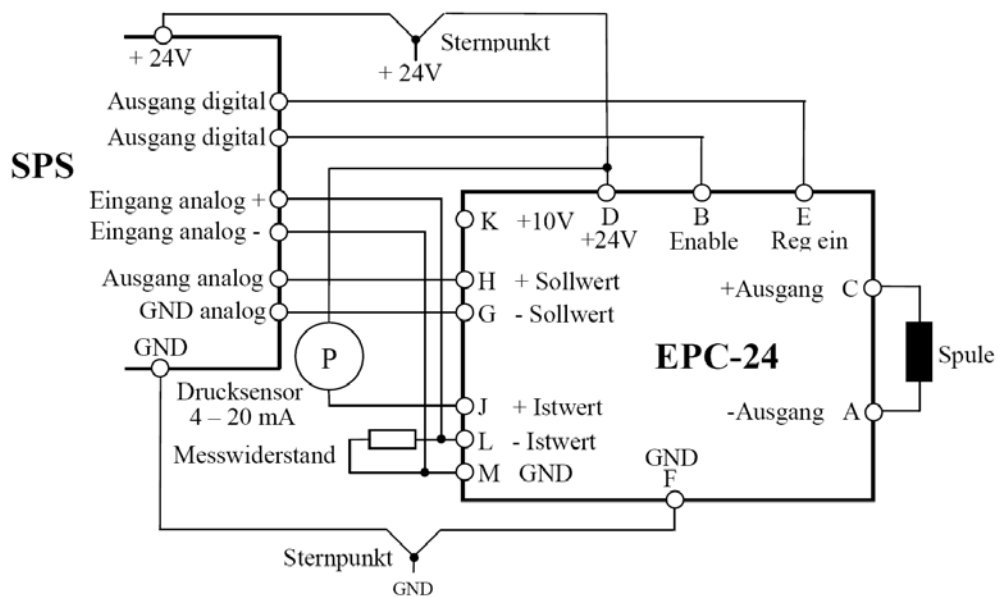 Sternpunkt
+ 24V
+ 24V
Ausgang digital
Ausgang digital
SPS
Eingang analog +
Eingang analog -
Ausgang analog
GND analog
GND
K +10V
D
+24V
B
Enable
E
Reg ein
H + Sollwert
G - Sollwert
+Ausgang C
P
EPC-24
Spule
Drucksensor
4 – 20 mA
J + Istwert
-Ausgang A
Messwiderstand
L - Istwert
M GND
GND
F
Sternpunkt
GND